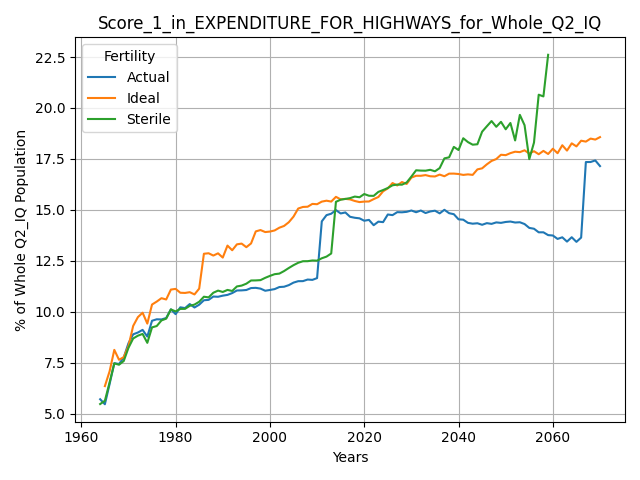 Score_1_in_EXPENDITURE_FOR_HIGHWAYS_for_Whole_Q2_IQ
Fertility
Actual
Ideal
Sterile
% of Whole Q2_IQ Population
22.5
20.0
17.5
15.0
12.5
10.0
7.5
5.0
1960 1980 2000 2020 2040 2060
Years